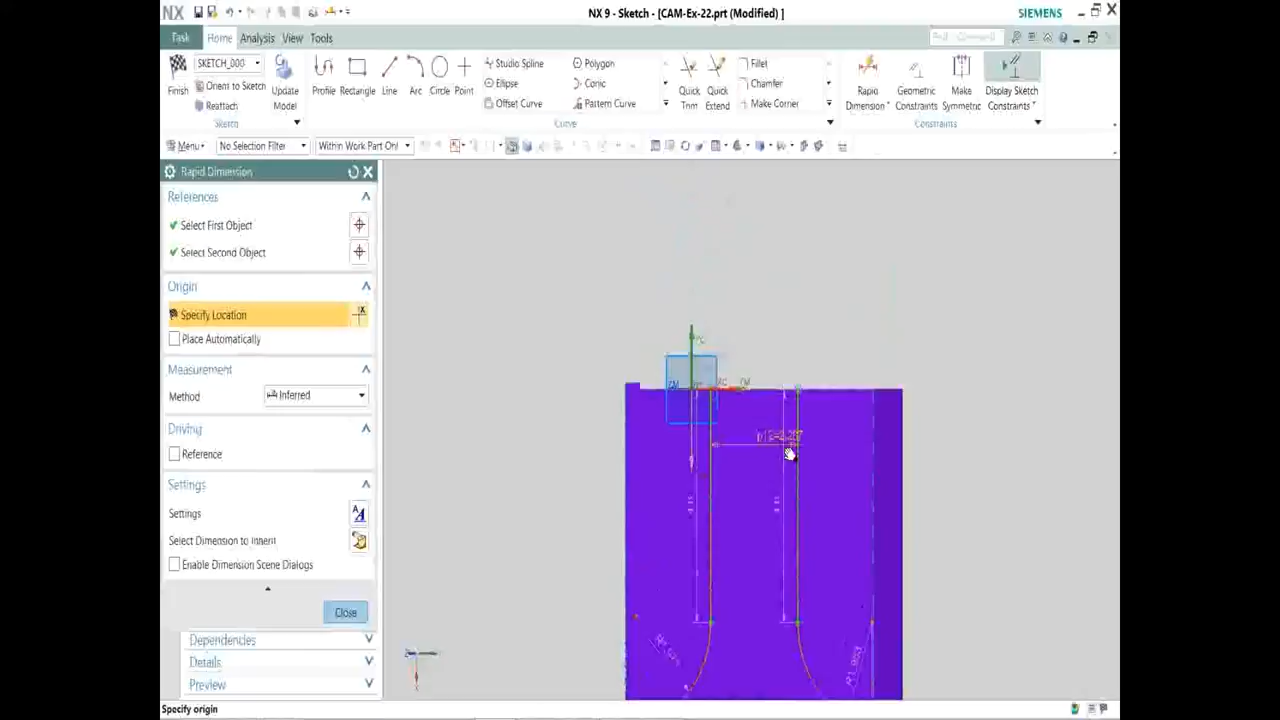 NX
NX 9 - Sketch - [CAM-Ex-22.prt (Modified) ]
SIEMENS
Task
Home
Analysis
View
Tools
SKETCH_000
Finish
Orient to Sketch
Reattach
Update Model
Profile
Rectangle
Line
Arc
Circle
Point
Studio Spline
Ellipse
Offset Curve
Polygon
Conic
Pattern Curve
Quick Trim
Quick Extend
Fillet
Chamfer
Make Corner
Rapid Dimension
Geometric Constraints
Make Symmetric
Display Sketch Constraints
Sketch
Curve
Constraints
Menu
No Selection Filter
Within Work Part Onl
Rapid Dimension
References
Select First Object
Select Second Object
Origin
Specify Location
Place Automatically
Measurement
Method
Inferred
Driving
Reference
Settings
Settings
Select Dimension to Inherit
Enable Dimension Scene Dialogs
Close
Dependencies
Details
Preview
Specify origin